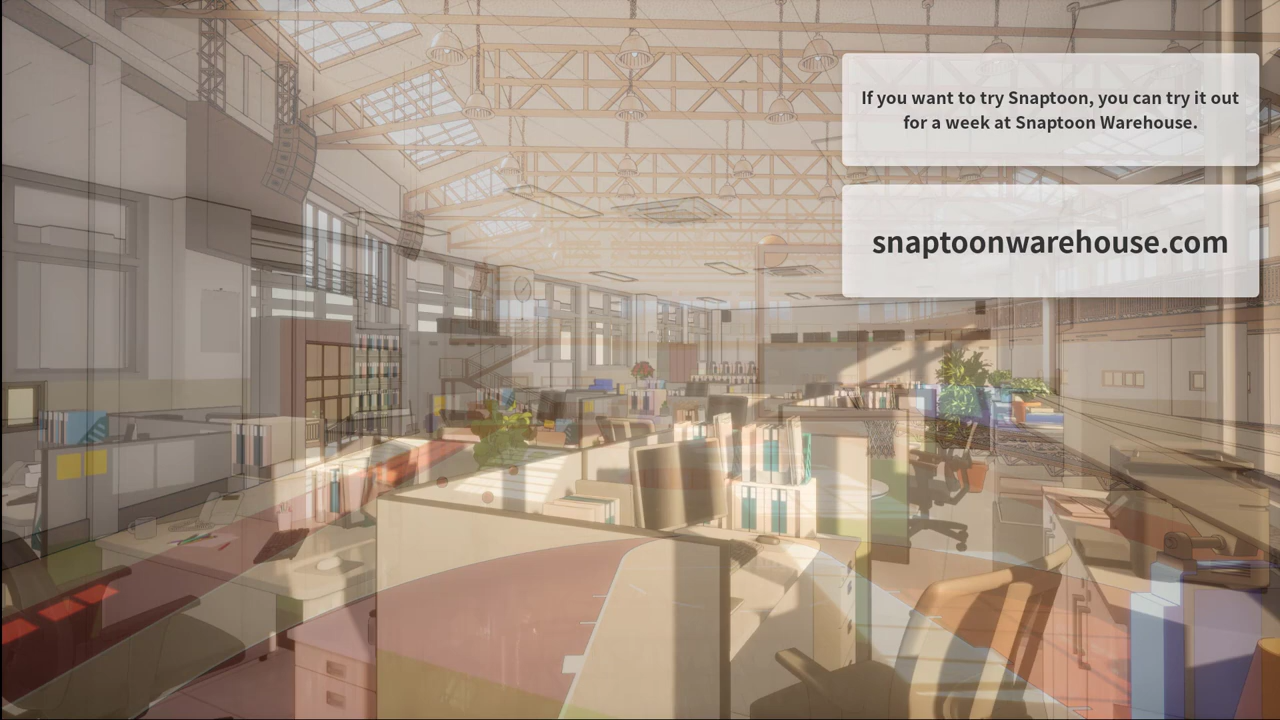 If you want to try Snaptoon, you can try it out
for a week at Snaptoon Warehouse.
snaptoonwarehouse.com